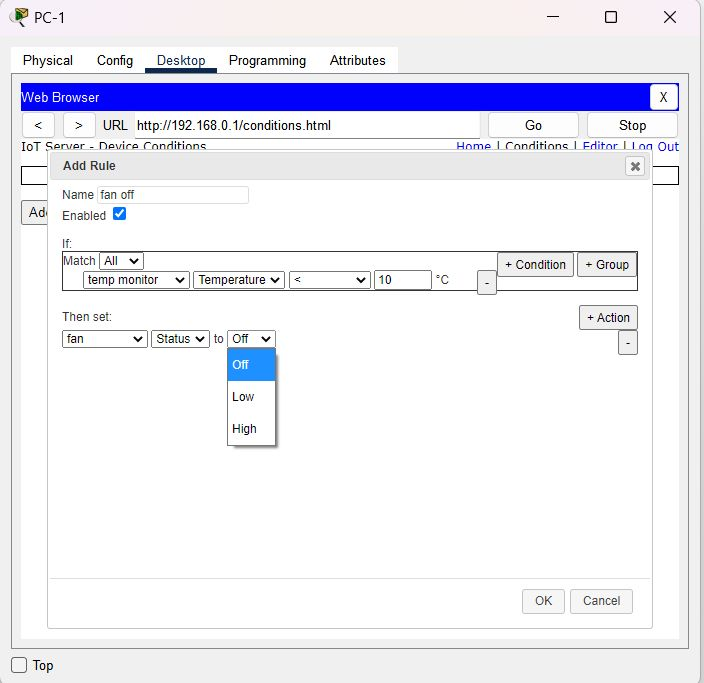 PC-1
Physical Config Desktop Programming Attributes
Web Browser X
< > URL http://192.168.0.1/conditions.html Go Stop
IoT Server - Device Conditions Home | Conditions | Editor | Log Out
Add Rule
Name fan off
Enabled
If:
Match All + Condition + Group
temp monitor Temperature < 10 °C -
Then set: + Action
fan Status to Off -
Off
Low
High
OK Cancel
Top